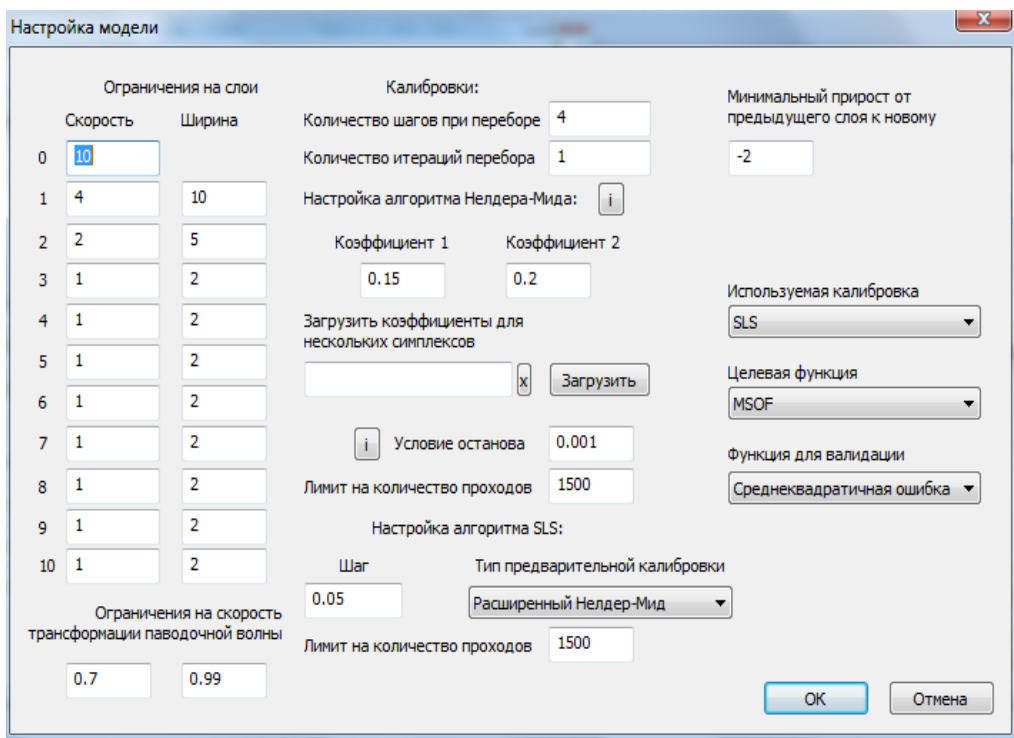 Настройка модели
x
Ограничения на слои
Скорость Ширина
0 10
1 4 10
2 2 5
3 1 2
4 1 2
5 1 2
6 1 2
7 1 2
8 1 2
9 1 2
10 1 2
Ограничения на скорость
трансформации паводочной волны
0.7 0.99
Калибровки:
Количество шагов при переборе 4
Количество итераций перебора 1
Настройка алгоритма Нелдера-Мида: i
Коэффициент 1 Коэффициент 2
0.15 0.2
Загрузить коэффициенты для
нескольких симплексов
x Загрузить
i Условие останова 0.001
Лимит на количество проходов 1500
Настройка алгоритма SLS:
Шаг Тип предварительной калибровки
0.05 Расширенный Нелдер-Мид
Лимит на количество проходов 1500
Минимальный прирост от
предыдущего слоя к новому
-2
Используемая калибровка
SLS
Целевая функция
MSOF
Функция для валидации
Среднеквадратичная ошибка
OK Отмена